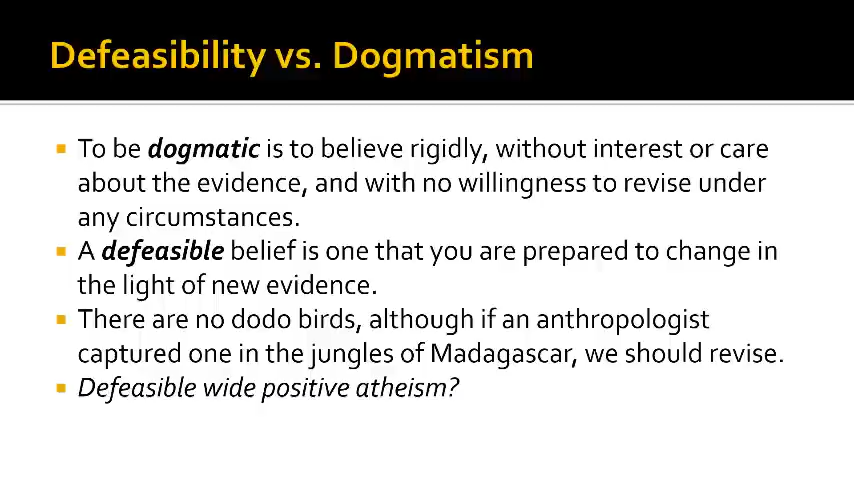 Defeasibility vs. Dogmatism
To be dogmatic is to believe rigidly, without interest or care
about the evidence, and with no willingness to revise under
any circumstances.
A defeasible belief is one that you are prepared to change in
the light of new evidence.
There are no dodo birds, although if an anthropologist
captured one in the jungles of Madagascar, we should revise.
Defeasible wide positive atheism?